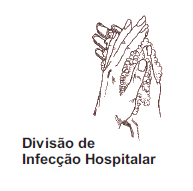 Divisão de
Infecção Hospitalar